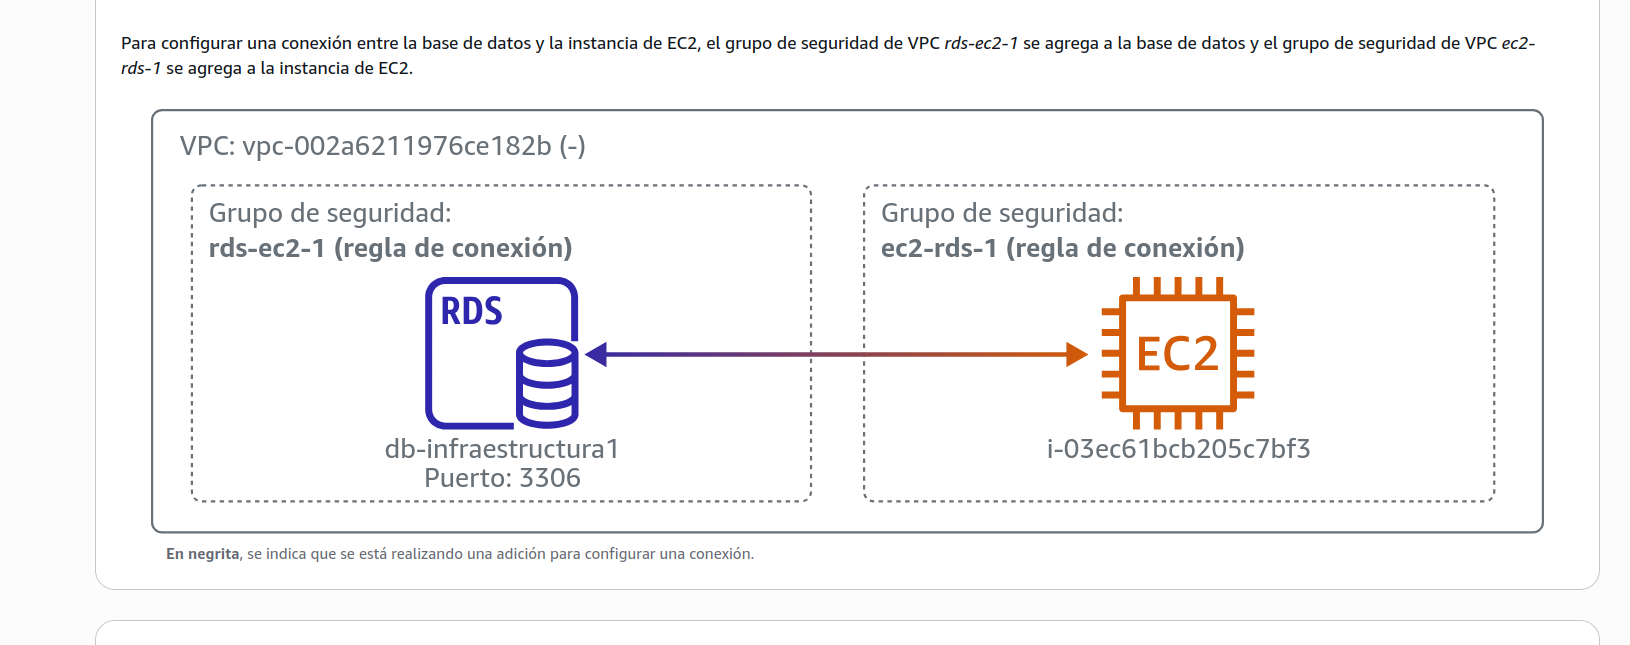 Para configurar una conexión entre la base de datos y la instancia de EC2, el grupo de seguridad de VPC rds-ec2-1 se agrega a la base de datos y el grupo de seguridad de VPC ec2-
rds-1 se agrega a la instancia de EC2.
VPC: vpc-002a6211976ce182b (-)
Grupo de seguridad:
rds-ec2-1 (regla de conexión)
RDS
db-infraestructura1
Puerto: 3306
Grupo de seguridad:
ec2-rds-1 (regla de conexión)
EC2
i-03ec61bcb205c7bf3
En negrita, se indica que se está realizando una adición para configurar una conexión.